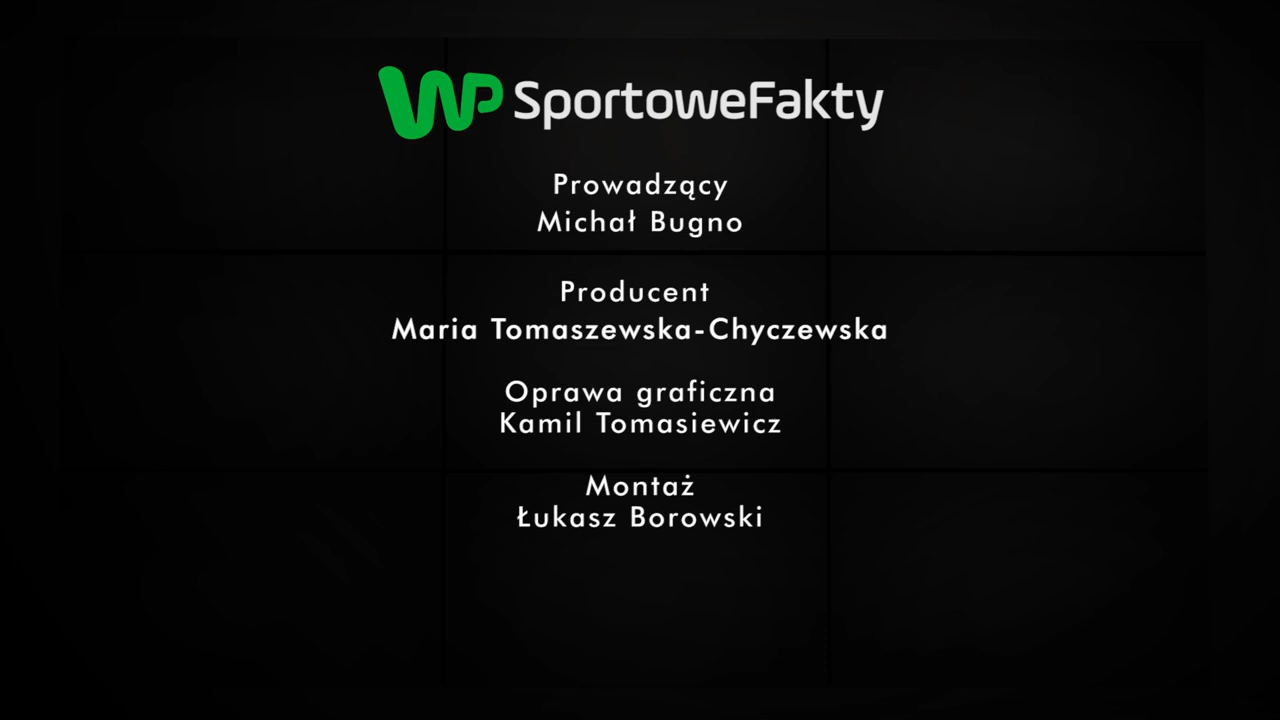 WP SportoweFakty
Prowadzący
Michał Bugno
Producent
Maria Tomaszewska-Chyczewska
Oprawa graficzna
Kamil Tomasiewicz
Montaż
Łukasz Borowski